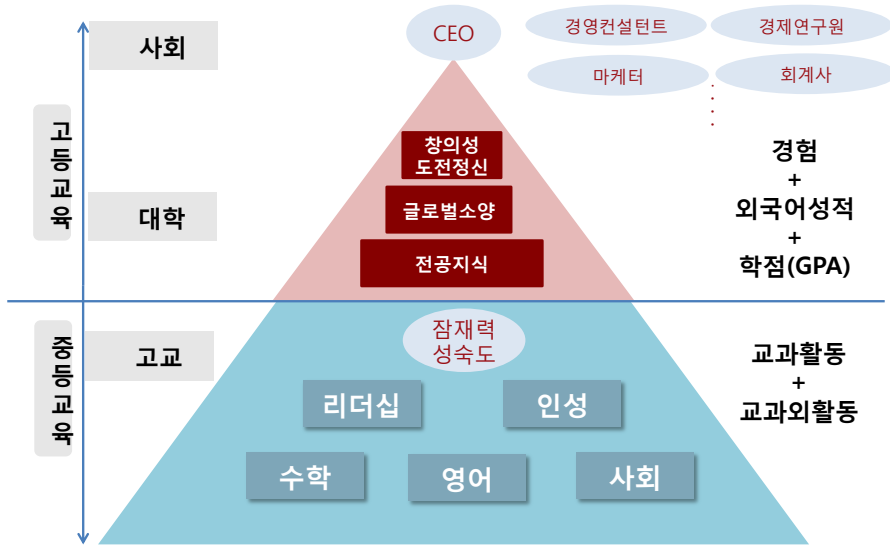 사회
CEO
경영컨설턴트
경제연구원
마케터
회계사
고등교육
창의성
도전정신
글로벌소양
전공지식
대학
경험
+
외국어성적
+
학점(GPA)
중등교육
고교
잠재력
성숙도
리더십
인성
수학
영어
사회
교과활동
+
교과외활동